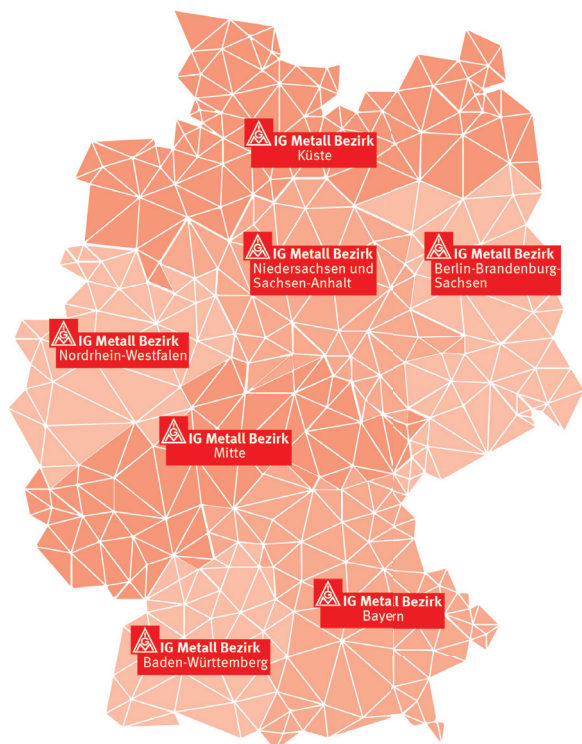 IG Metall Bezirk
Küste
IG Metall Bezirk
Niedersachsen und
Sachsen-Anhalt
IG Metall Bezirk
Berlin-Brandenburg-
Sachsen
IG Metall Bezirk
Nordrhein-Westfalen
IG Metall Bezirk
Mitte
IG Metall Bezirk
Bayern
IG Metall Bezirk
Baden-Württemberg